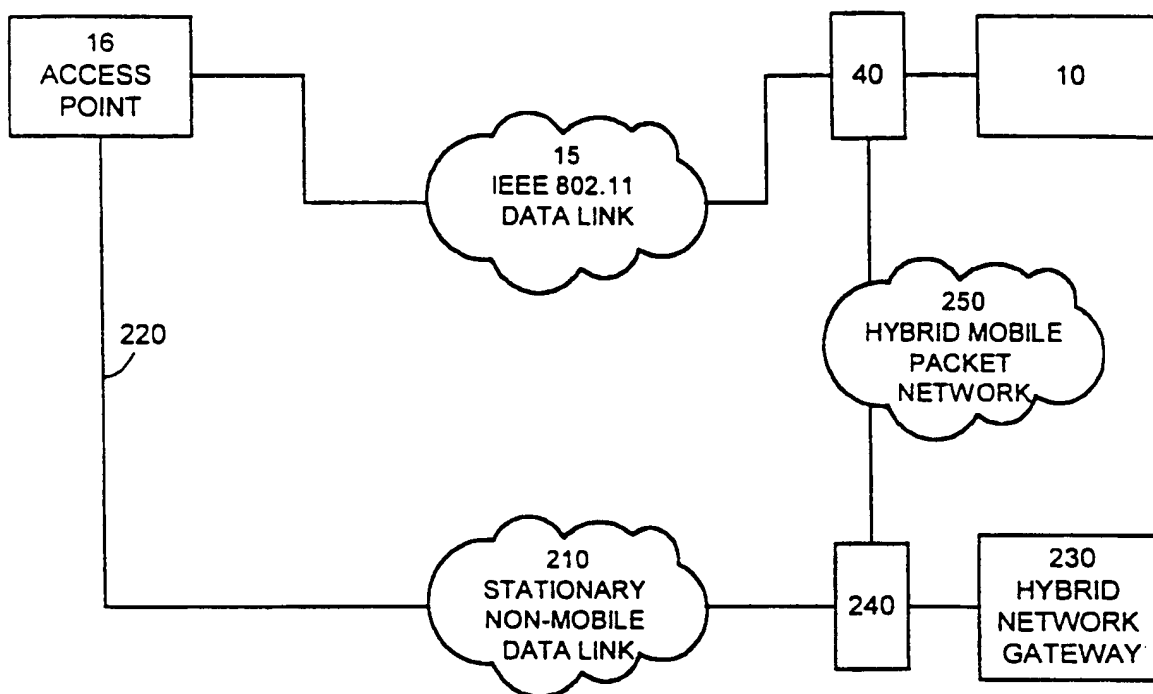 16
ACCESS
POINT
40
10
15
IEEE 802.11
DATA LINK
250
HYBRID MOBILE
PACKET
NETWORK
220
210
STATIONARY
NON-MOBILE
DATA LINK
240
230
HYBRID
NETWORK
GATEWAY